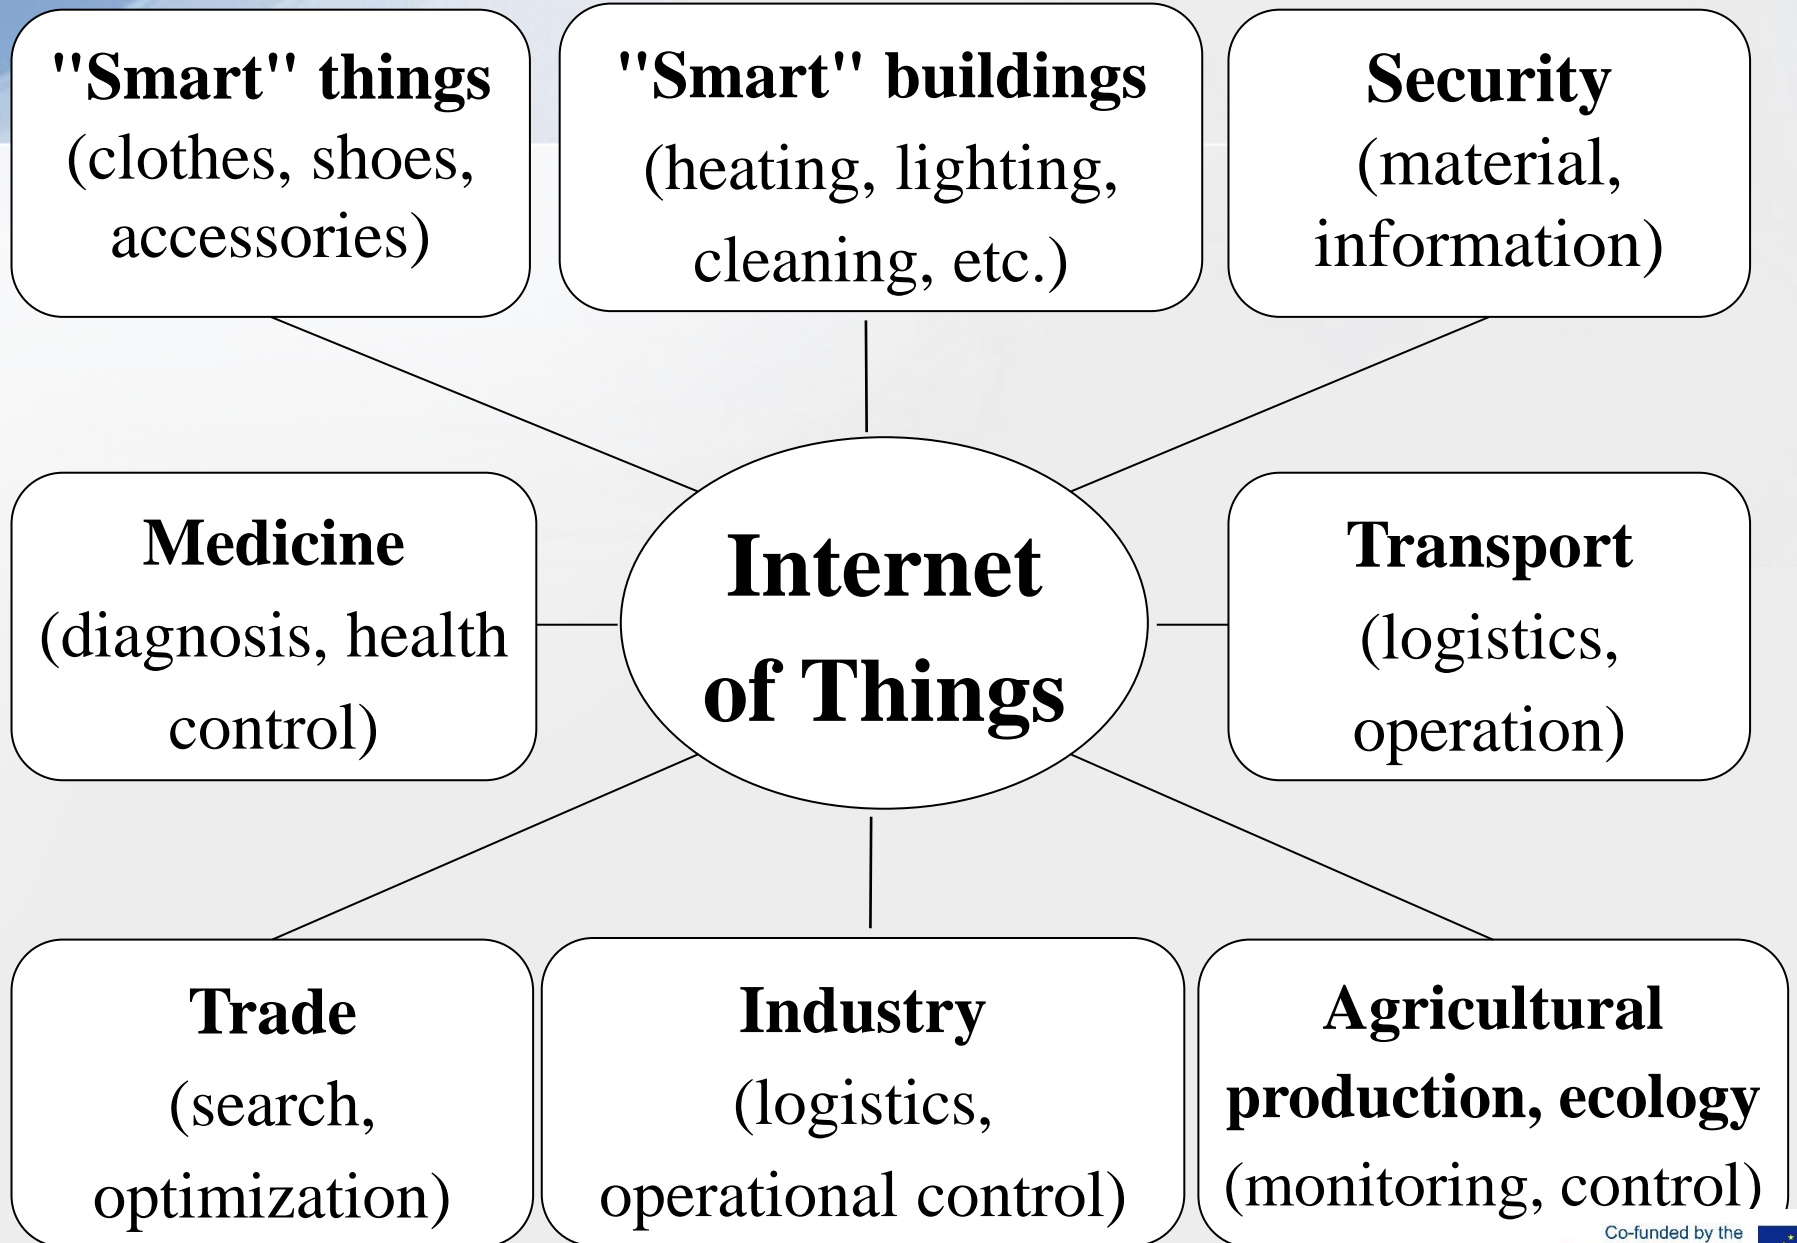 "Smart" things
(clothes, shoes,
accessories)
"Smart" buildings
(heating, lighting,
cleaning, etc.)
Security
(material,
information)
Medicine
(diagnosis, health
control)
Internet
of Things
Transport
(logistics,
operation)
Trade
(search,
optimization)
Industry
(logistics,
operational control)
Agricultural
production, ecology
(monitoring, control)
Co-funded by the